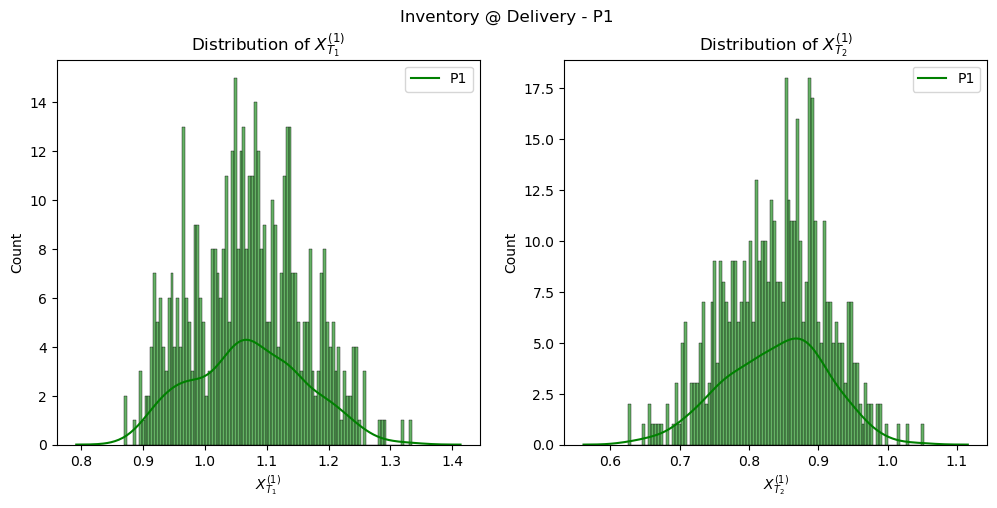 Inventory @ Delivery - P1
Distribution of $X_{T_1}^{(1)}$
P1
Count
14
12
10
8
6
4
2
0
0.8 0.9 1.0 1.1 1.2 1.3 1.4
$X_{T_1}^{(1)}$
Distribution of $X_{T_2}^{(1)}$
P1
Count
17.5
15.0
12.5
10.0
7.5
5.0
2.5
0.0
0.6 0.7 0.8 0.9 1.0 1.1
$X_{T_2}^{(1)}$